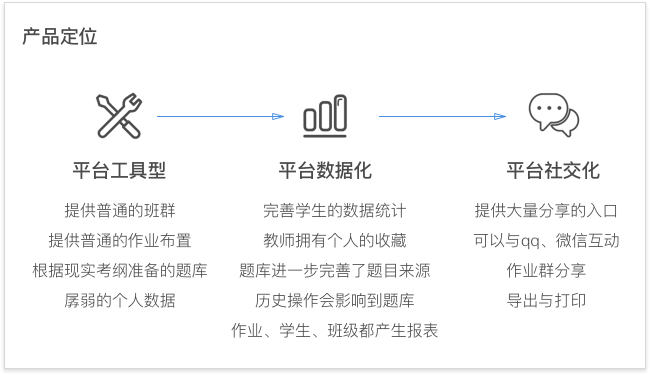 产品定位
平台工具型
提供普通的班群
提供普通的作业布置
根据现实考纲准备的题库
孱弱的个人数据
平台数据化
完善学生的数据统计
教师拥有个人的收藏
题库进一步完善了题目来源
历史操作会影响到题库
作业、学生、班级都产生报表
平台社交化
提供大量分享的入口
可以与qq、微信互动
作业群分享
导出与打印